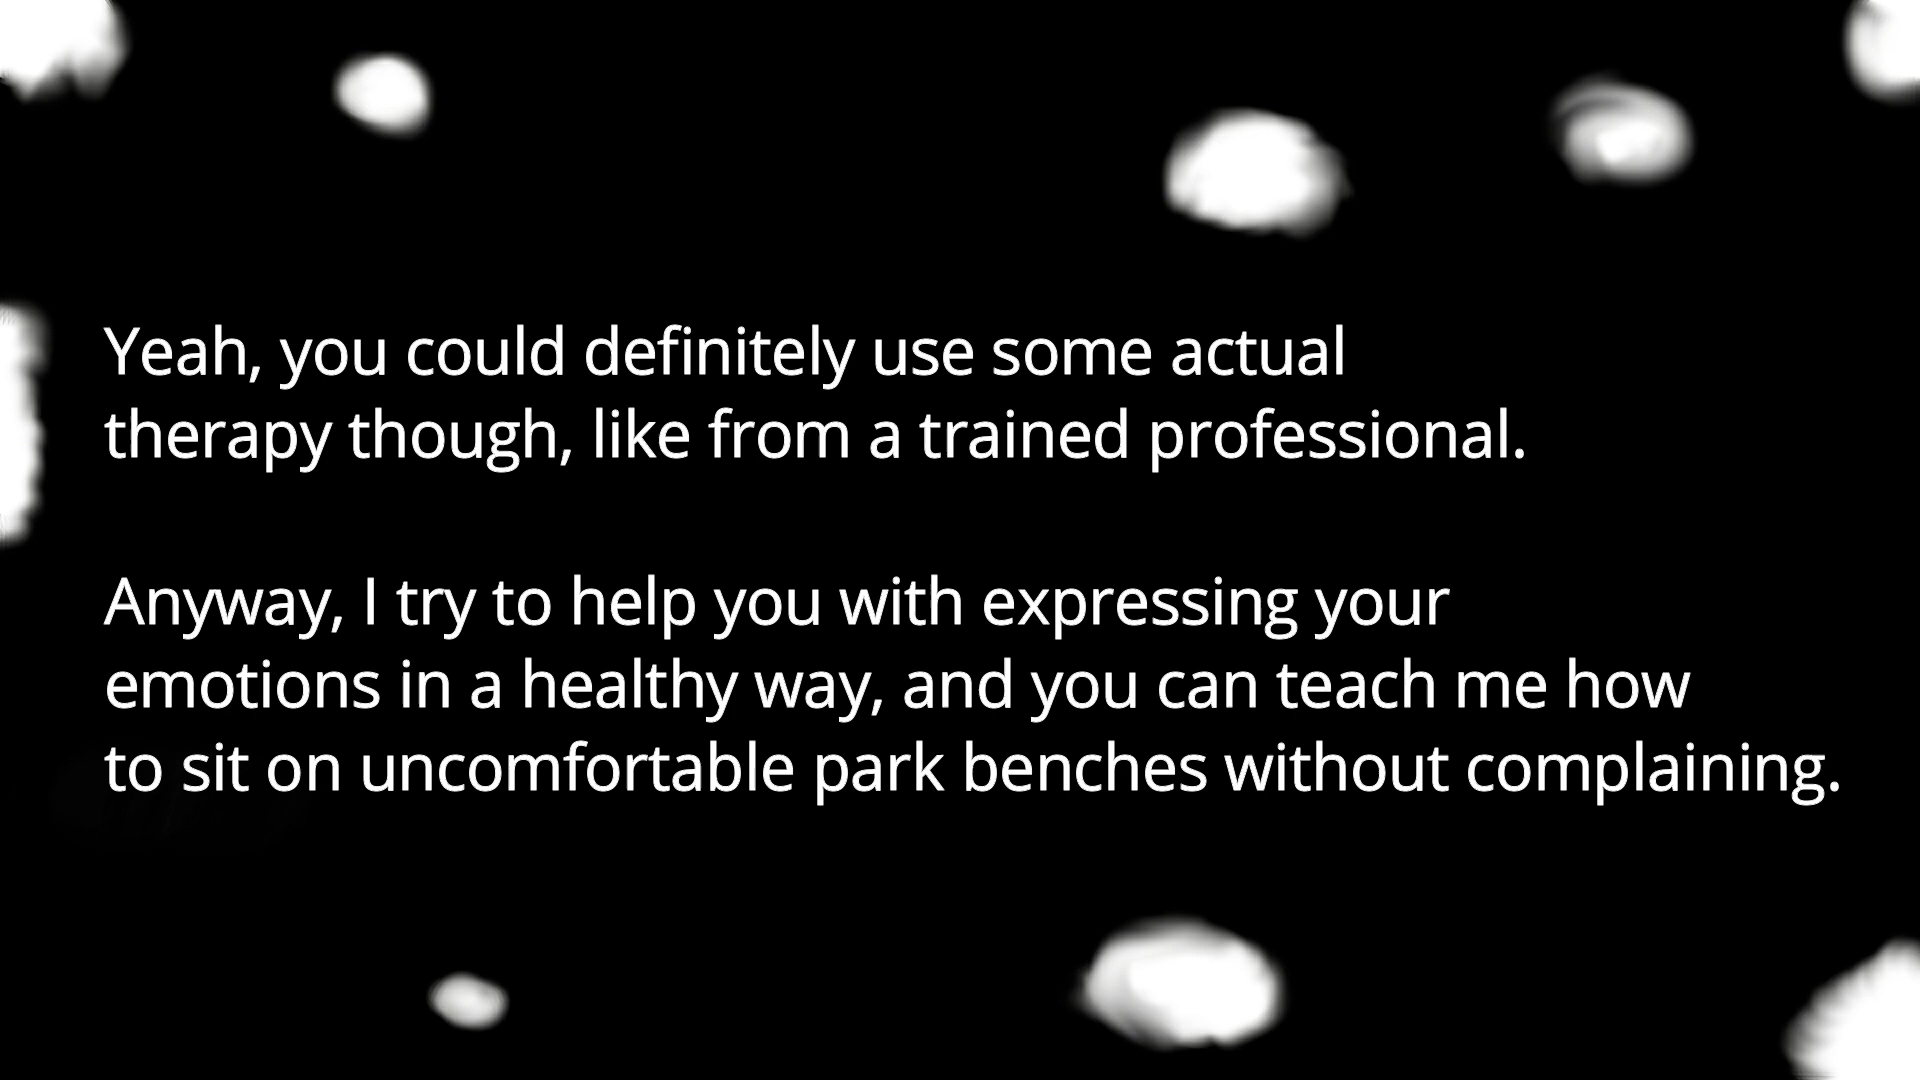 Yeah, you could definitely use some actual
therapy though, like from a trained professional.
Anyway, I try to help you with expressing your
emotions in a healthy way, and you can teach me how
to sit on uncomfortable park benches without complaining.